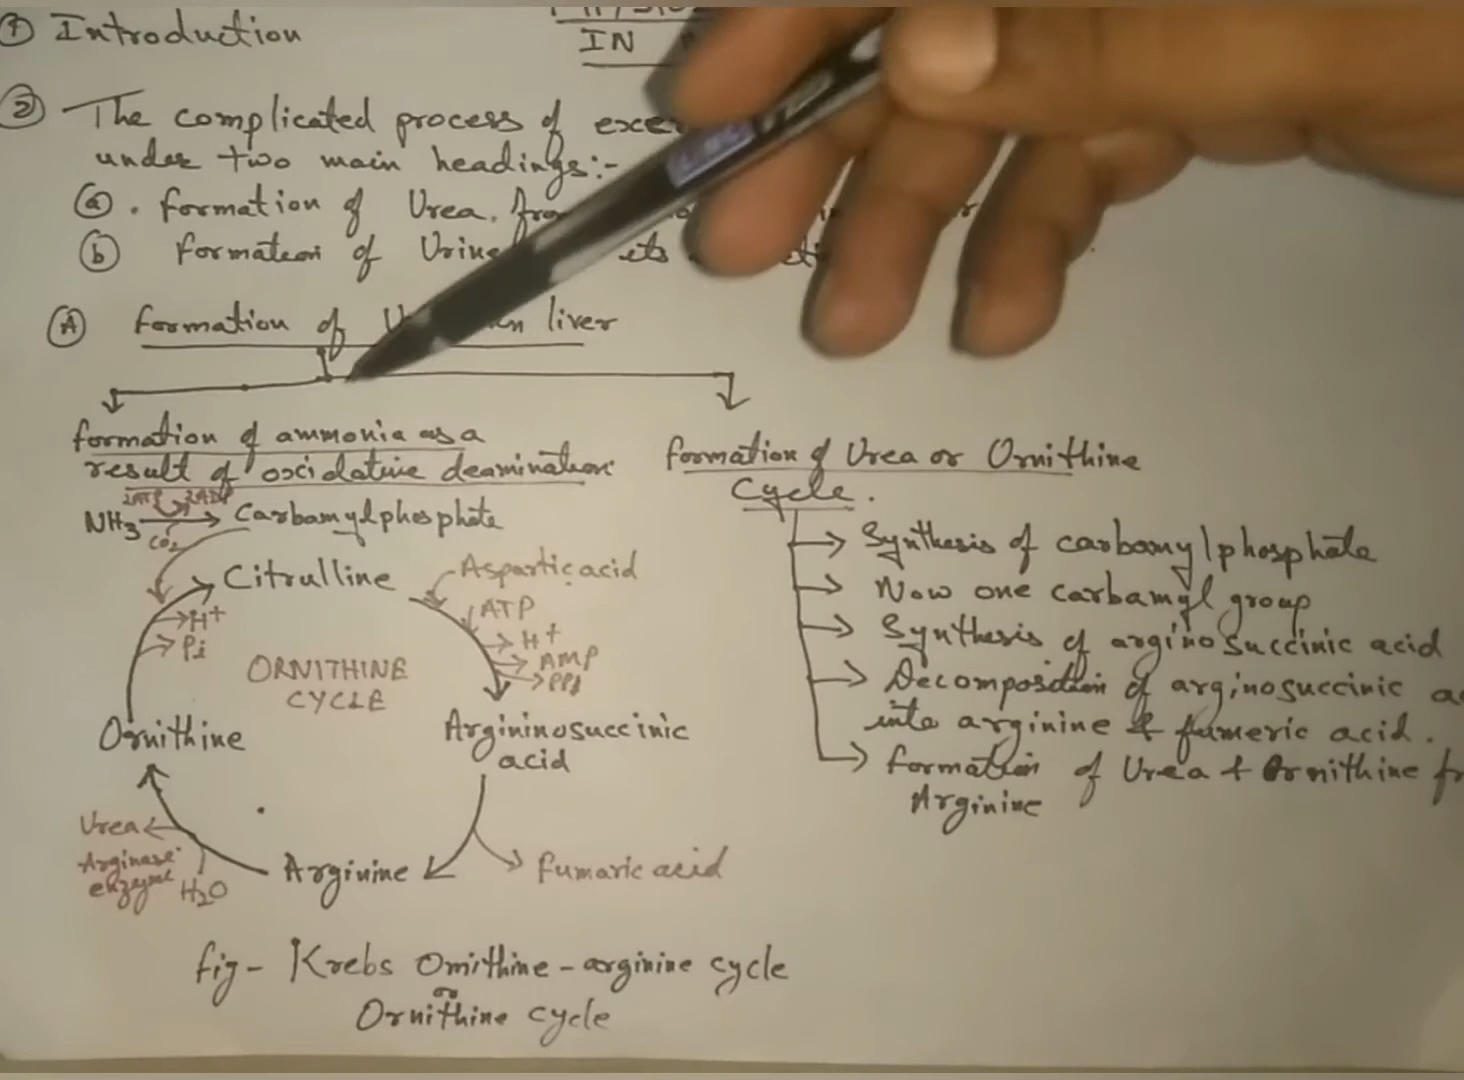 ① Introduction
IN
② The complicated process of
under two main headings:-
ⓐ. formation of Urea.
ⓑ formation of Urine its
Ⓐ formation of in liver
formation of ammonia as a
result of oxidative deamination
formation of Urea or Ornithine
Cycle.
2ATP 2ADP
NH3 Carbamylphosphate
CO2
Citrulline
Aspartic acid
ATP
H+
Pi
H+
AMP
PPi
ORNITHINE
CYCLE
Ornithine
Argininosuccinic
acid
Urea
Arginase
enzyme
H2O
Arginine
fumaric acid
Synthesis of carbamylphosphate
Now one carbamyl group
Synthesis of arginosuccinic acid
Decomposition of arginosuccinic
into arginine & fumeric acid.
formation of Urea + Ornithine
Arginine
fig- Krebs Ornithine-arginine cycle
or
Ornithine cycle